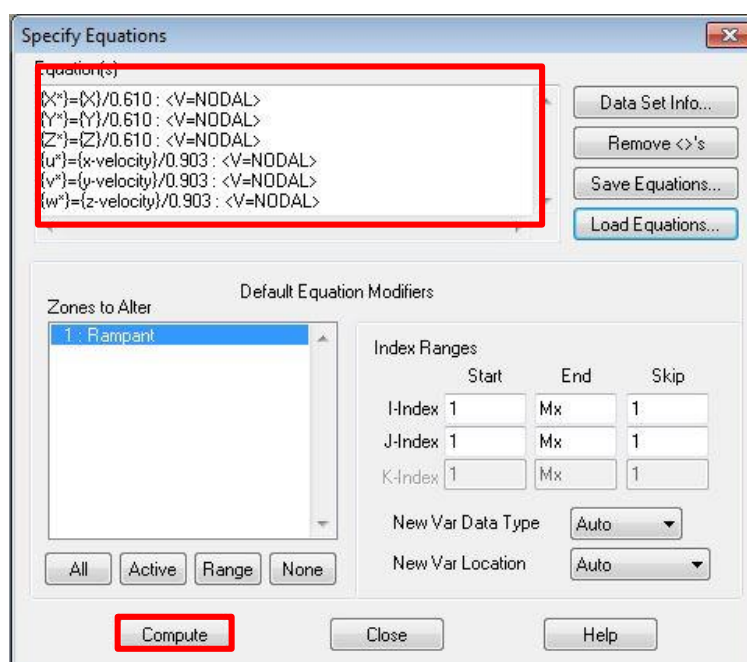 Specify Equations
Equation(s)
{X*}={X}/0.610 : <V=NODAL>
{Y*}={Y}/0.610 : <V=NODAL>
{Z*}={Z}/0.610 : <V=NODAL>
{u*}={x-velocity}/0.903 : <V=NODAL>
{v*}={y-velocity}/0.903 : <V=NODAL>
{w*}={z-velocity}/0.903 : <V=NODAL>
Data Set Info...
Remove <>'s
Save Equations...
Load Equations...
Default Equation Modifiers
Zones to Alter
1 : Rampant
All Active Range None
Index Ranges
Start End Skip
I-Index 1 Mx 1
J-Index 1 Mx 1
K-Index 1 Mx 1
New Var Data Type Auto
New Var Location Auto
Compute Close Help